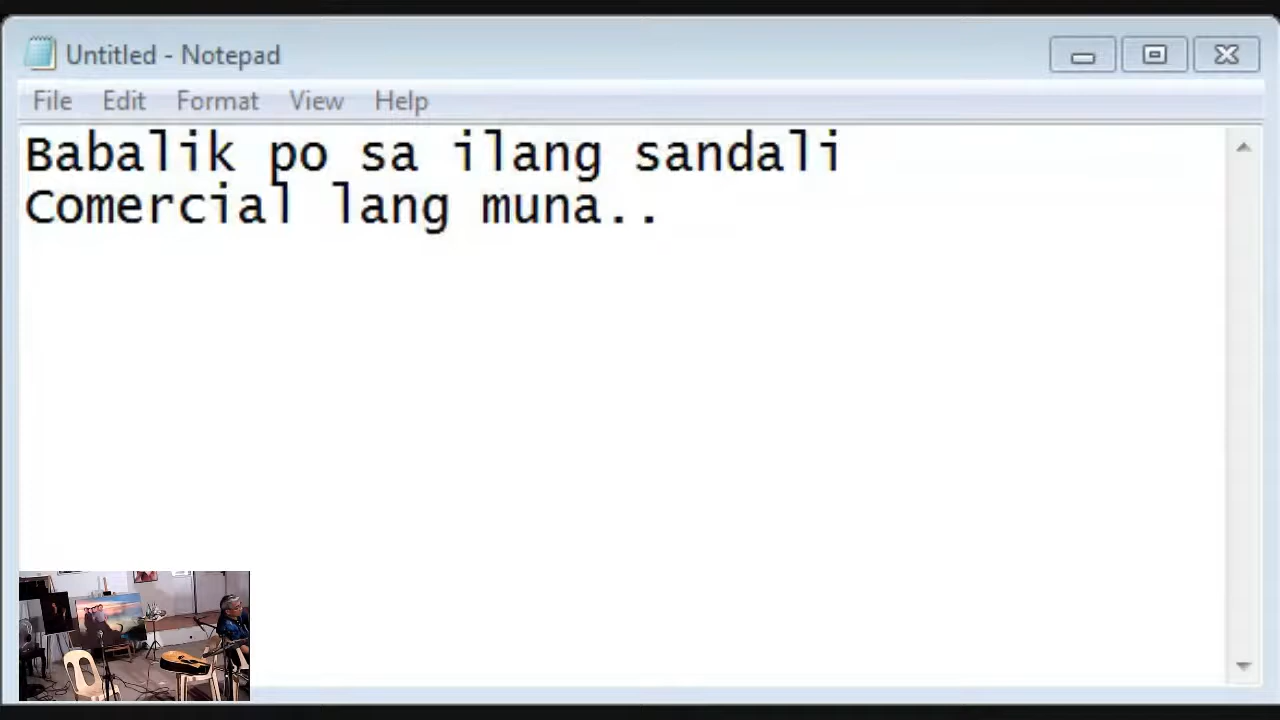 Untitled - Notepad
File Edit Format View Help
Babalik po sa ilang sandali
Comercial lang muna..